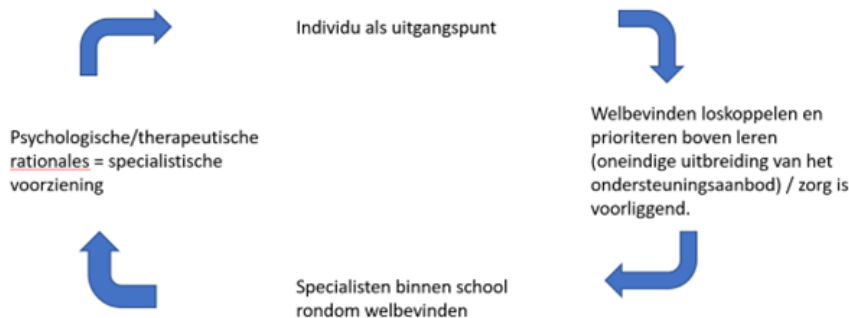 Individu als uitgangspunt
Welbevinden loskoppelen en
prioriteren boven leren
(oneindige uitbreiding van het
ondersteuningsaanbod) / zorg is
voorliggend.
Specialisten binnen school
rondom welbevinden
Psychologische/therapeutische
rationales = specialistische
voorziening